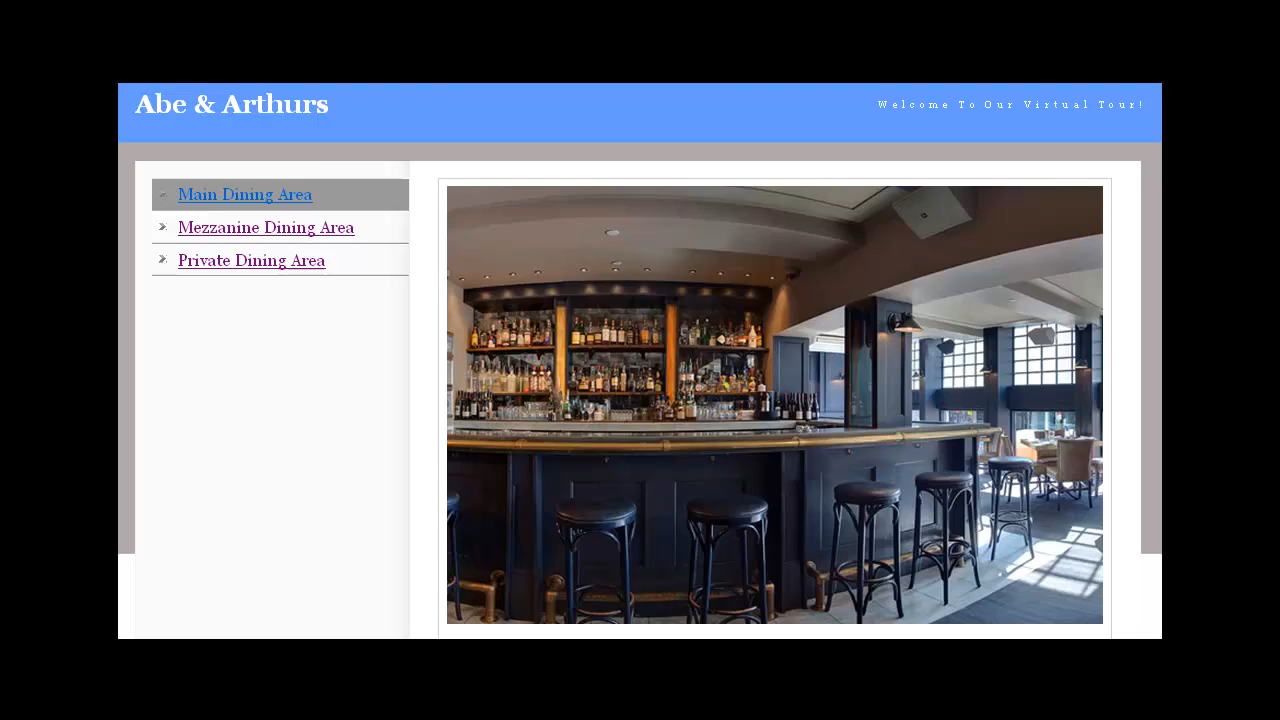 Abe & Arthurs
Welcome To Our Virtual Tour!
Main Dining Area
Mezzanine Dining Area
Private Dining Area